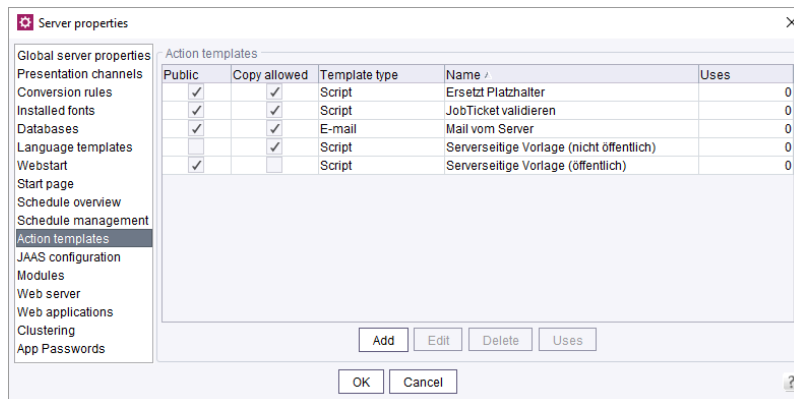 Server properties
Global server properties
Presentation channels
Conversion rules
Installed fonts
Databases
Language templates
Webstart
Start page
Schedule overview
Schedule management
Action templates
JAAS configuration
Modules
Web server
Web applications
Clustering
App Passwords
Action templates
Public Copy allowed Template type Name Uses
Script Ersetzt Platzhalter 0
Script JobTicket validieren 0
E-mail Mail vom Server 0
Script Serverseitige Vorlage (nicht öffentlich) 0
Script Serverseitige Vorlage (öffentlich) 0
Add Edit Delete Uses
OK Cancel
?